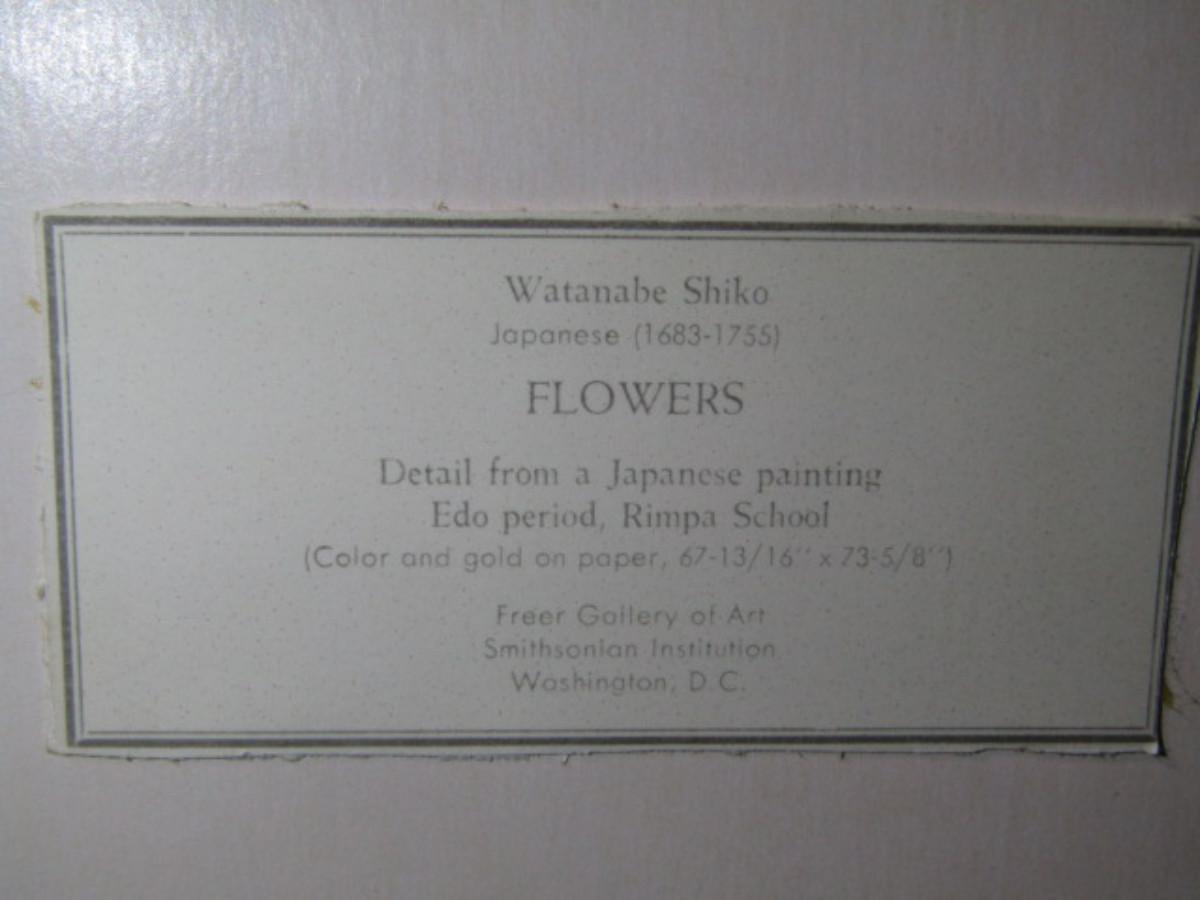 Watanabe Shiko
Japanese (1683-1755)
FLOWERS
Detail from a Japanese painting
Edo period, Rimpa School
(Color and gold on paper, 67-13/16'' x 73-5/8'')
Freer Gallery of Art
Smithsonian Institution
Washington, D.C.